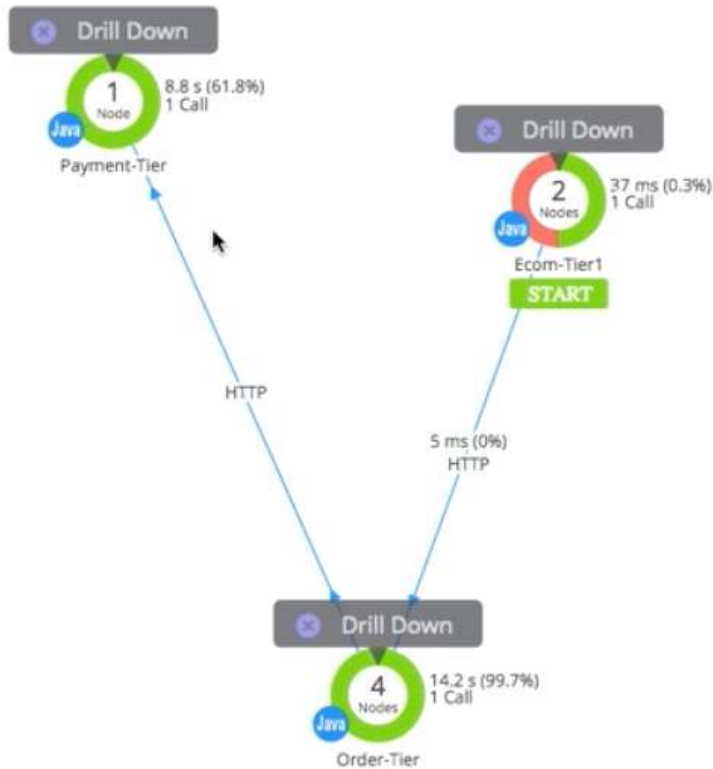 Drill Down
1
Node
8.8 s (61.8%)
1 Call
Java
Payment-Tier
Drill Down
2
Nodes
37 ms (0.3%)
1 Call
Java
Ecom-Tier1
START
HTTP
5 ms (0%)
HTTP
Drill Down
4
Nodes
14.2 s (99.7%)
1 Call
Java
Order-Tier